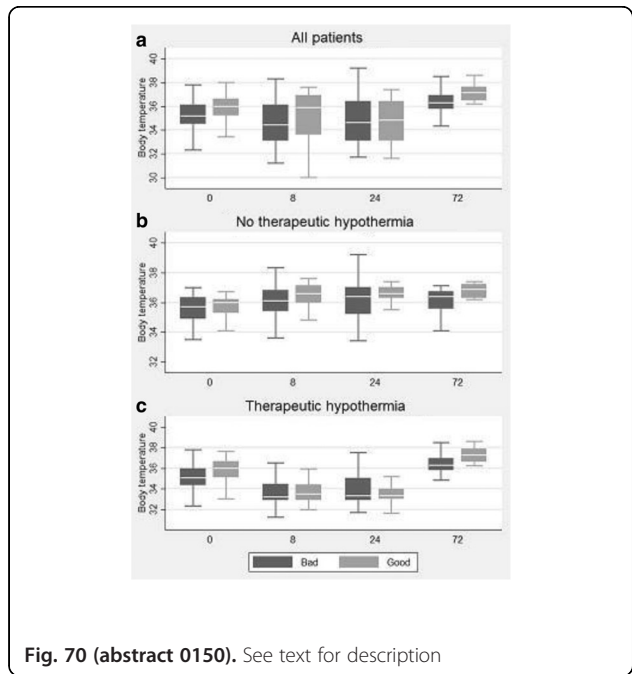 a
All patients
Body temperature
40
38
36
34
32
30
0 8 24 72
b
No therapeutic hypothermia
Body temperature
40
38
36
34
32
0 8 24 72
c
Therapeutic hypothermia
Body temperature
40
38
36
34
32
0 8 24 72
Bad Good
Fig. 70 (abstract 0150). See text for description